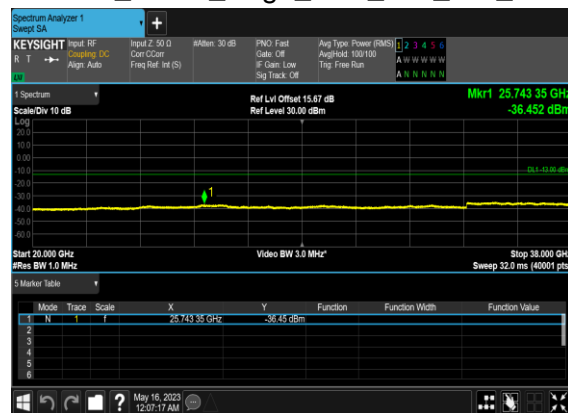 Spectrum Analyzer 1
Swept SA
+
KEYSIGHT
R T
Input: RF
Coupling: DC
Align: Auto
Input Z: 50 Ω
Corr CCorr
Freq Ref: Int (S)
#Atten: 30 dB
PNO: Fast
Gate: Off
IF Gain: Low
Sig Track: Off
Avg Type: Power (RMS)
Avg|Hold: 100/100
Trig: Free Run
1 2 3 4 5 6
A W W W W W
A N N N N N
1 Spectrum
Scale/Div 10 dB
Log
Ref Lvl Offset 15.67 dB
Ref Level 30.00 dBm
Mkr1 25.743 35 GHz
-36.452 dBm
20.0
10.0
0.00
-10.0
-20.0
-30.0
-40.0
-50.0
-60.0
DL1 -13.00 dBm
1
Start 20.000 GHz
#Res BW 1.0 MHz
Video BW 3.0 MHz*
Stop 38.000 GHz
Sweep 32.0 ms (40001 pts)
5 Marker Table
Mode Trace Scale X Y Function Function Width Function Value
1 N 1 f 25.743 35 GHz -36.45 dBm
2
3
4
5
6
?
May 16, 2023
12:07:17 AM